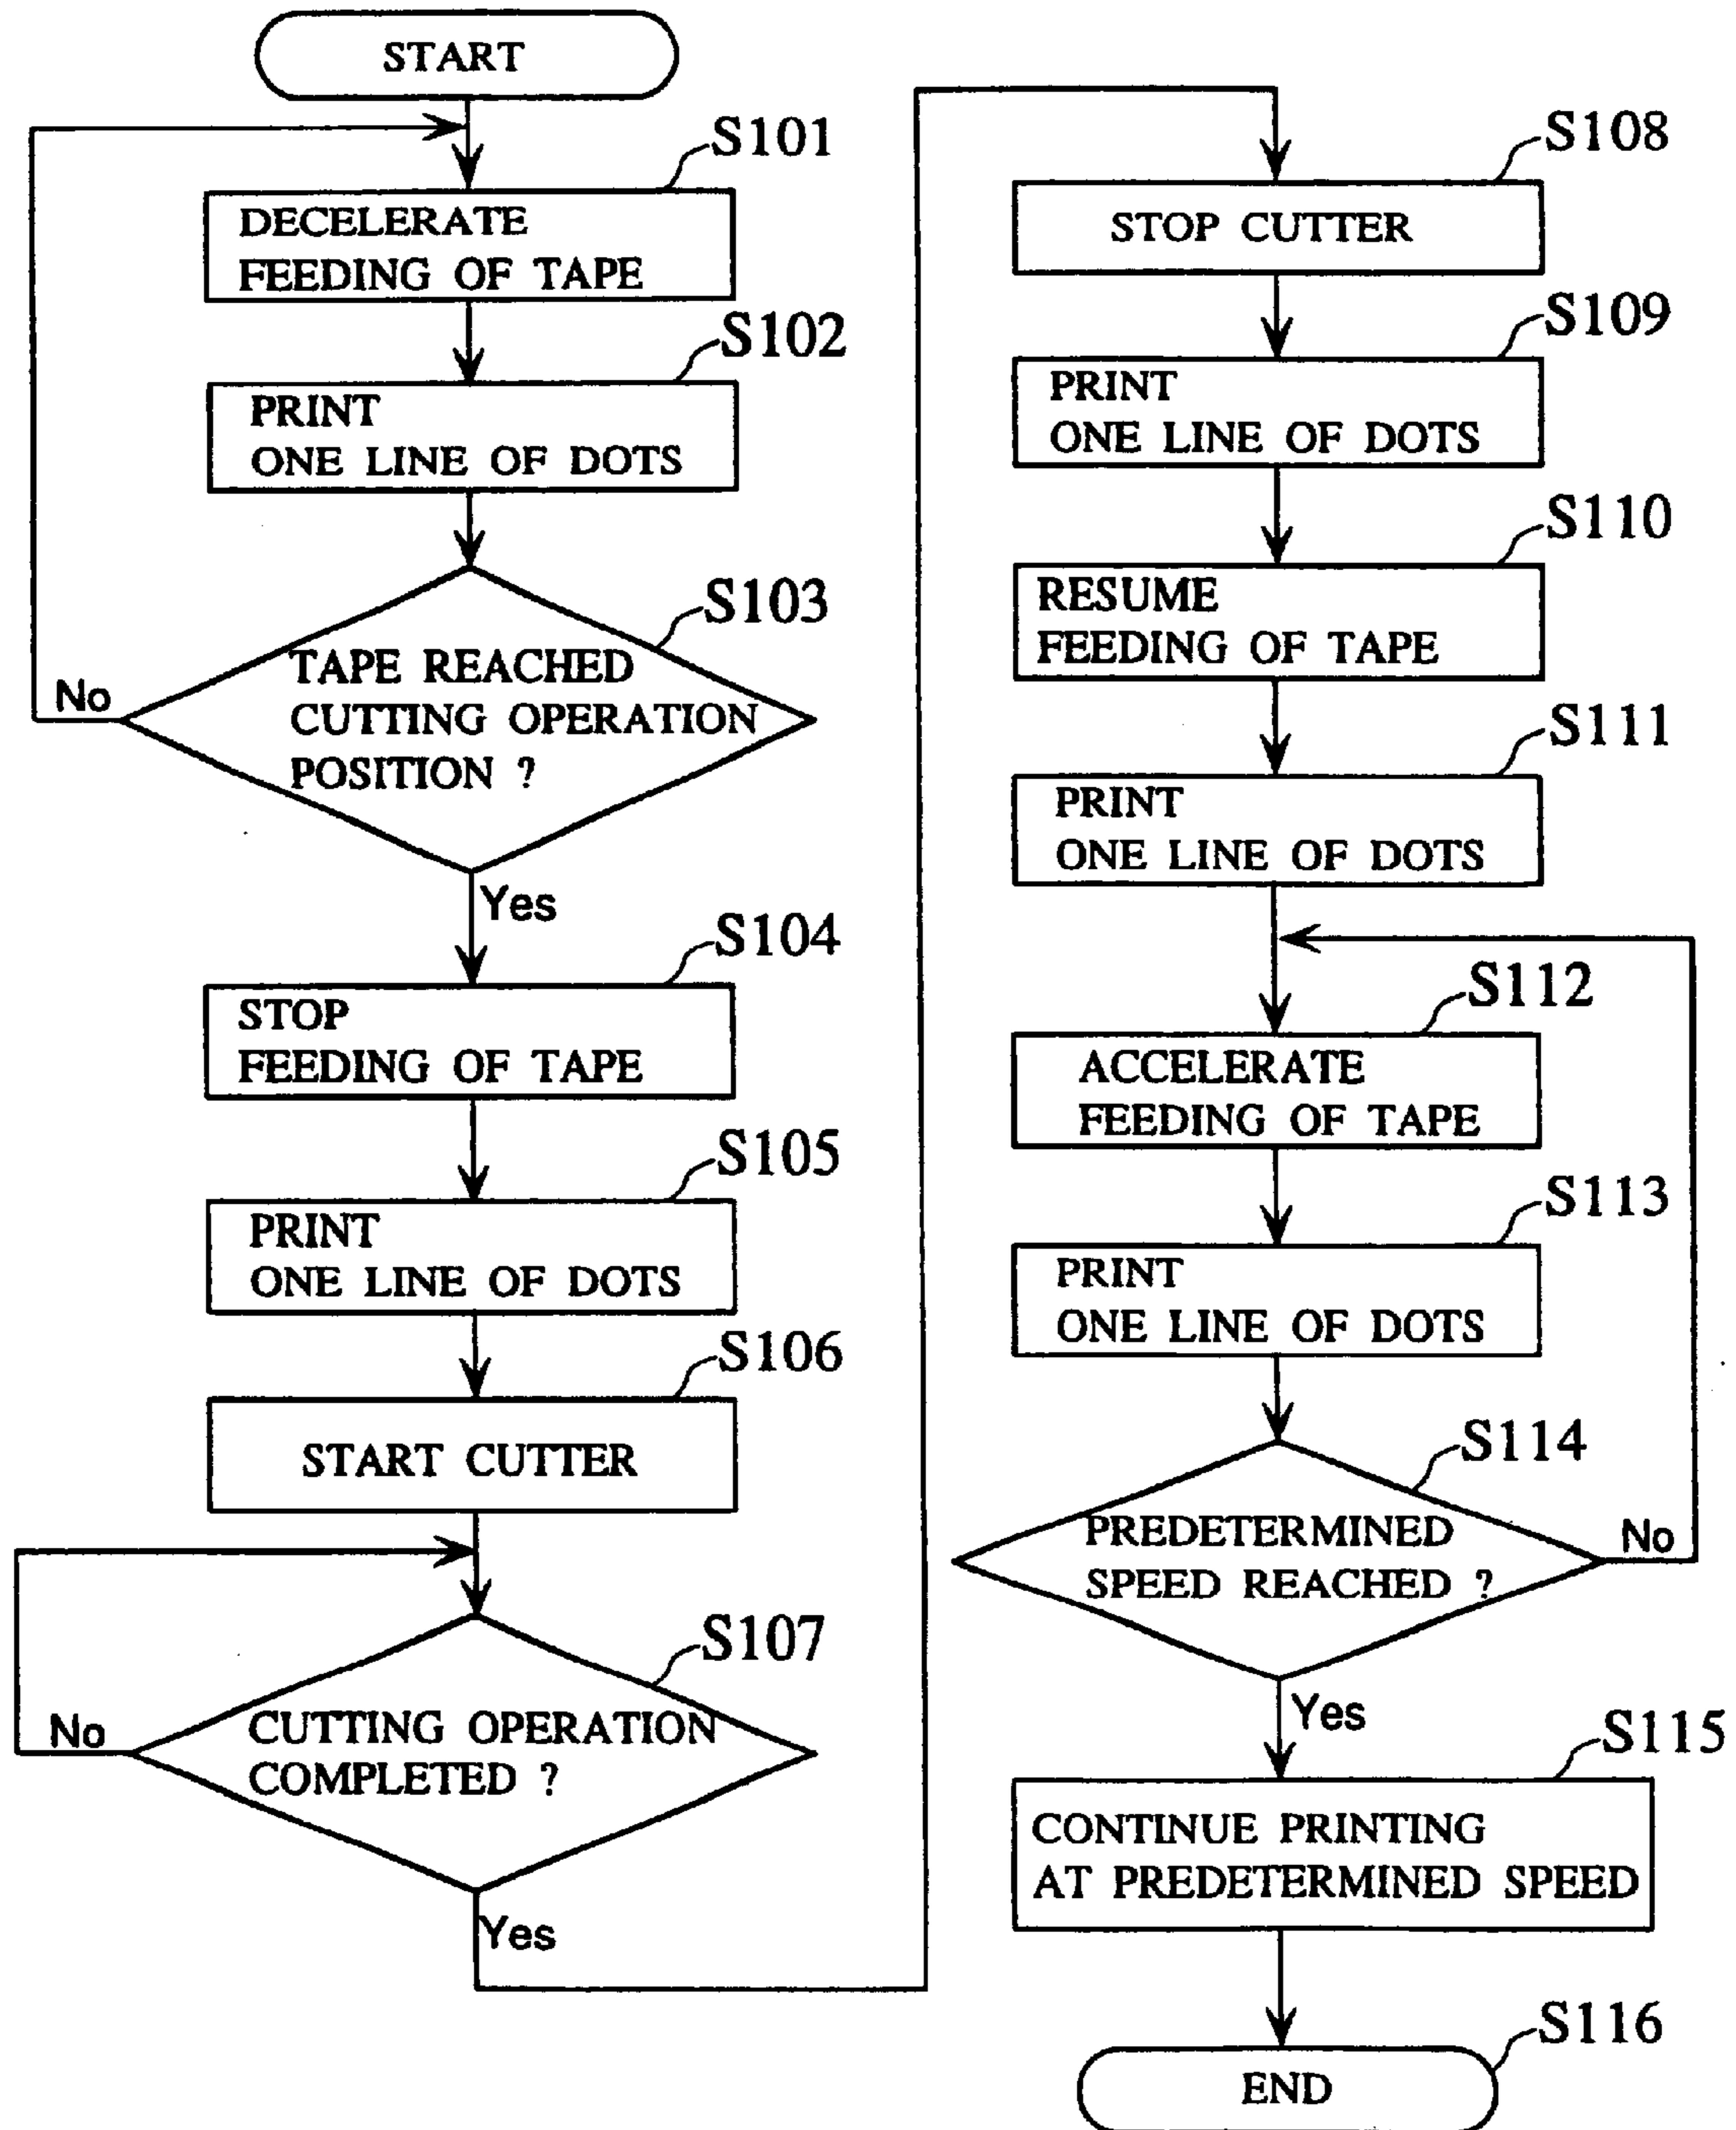 START
S101
DECELERATE
FEEDING OF TAPE
S102
PRINT
ONE LINE OF DOTS
S103
TAPE REACHED
CUTTING OPERATION
POSITION ?
No
Yes
S104
STOP
FEEDING OF TAPE
S105
PRINT
ONE LINE OF DOTS
S106
START CUTTER
S107
CUTTING OPERATION
COMPLETED ?
No
Yes
S108
STOP CUTTER
S109
PRINT
ONE LINE OF DOTS
S110
RESUME
FEEDING OF TAPE
S111
PRINT
ONE LINE OF DOTS
S112
ACCELERATE
FEEDING OF TAPE
S113
PRINT
ONE LINE OF DOTS
S114
PREDETERMINED
SPEED REACHED ?
No
Yes
S115
CONTINUE PRINTING
AT PREDETERMINED SPEED
S116
END